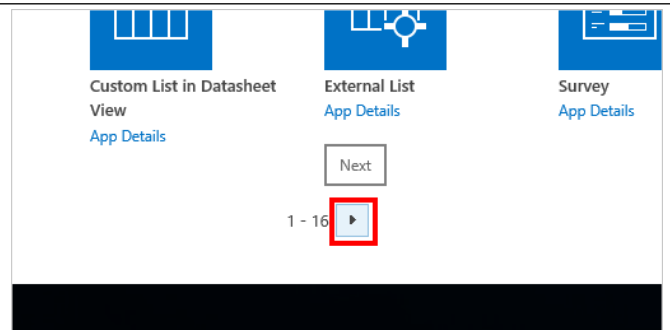 Custom List in Datasheet
View
App Details
External List
App Details
Survey
App Details
Next
1 - 16